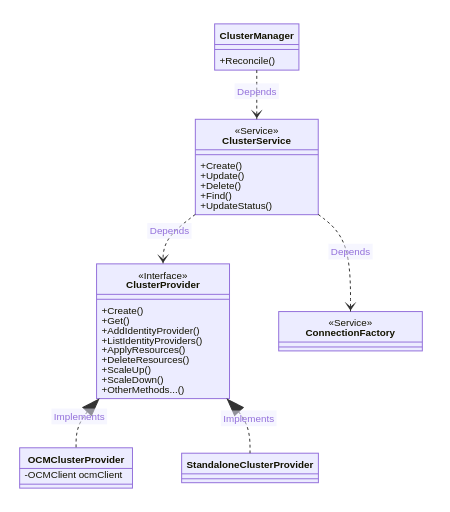 ClusterManager
+Reconcile()
Depends
«Service»
ClusterService
+Create()
+Update()
+Delete()
+Find()
+UpdateStatus()
Depends
Depends
«Interface»
ClusterProvider
+Create()
+Get()
+AddIdentityProvider()
+ListIdentityProviders()
+ApplyResources()
+DeleteResources()
+ScaleUp()
+ScaleDown()
+OtherMethods...()
«Service»
ConnectionFactory
Implements
Implements
OCMClusterProvider
-OCMClient ocmClient
StandaloneClusterProvider